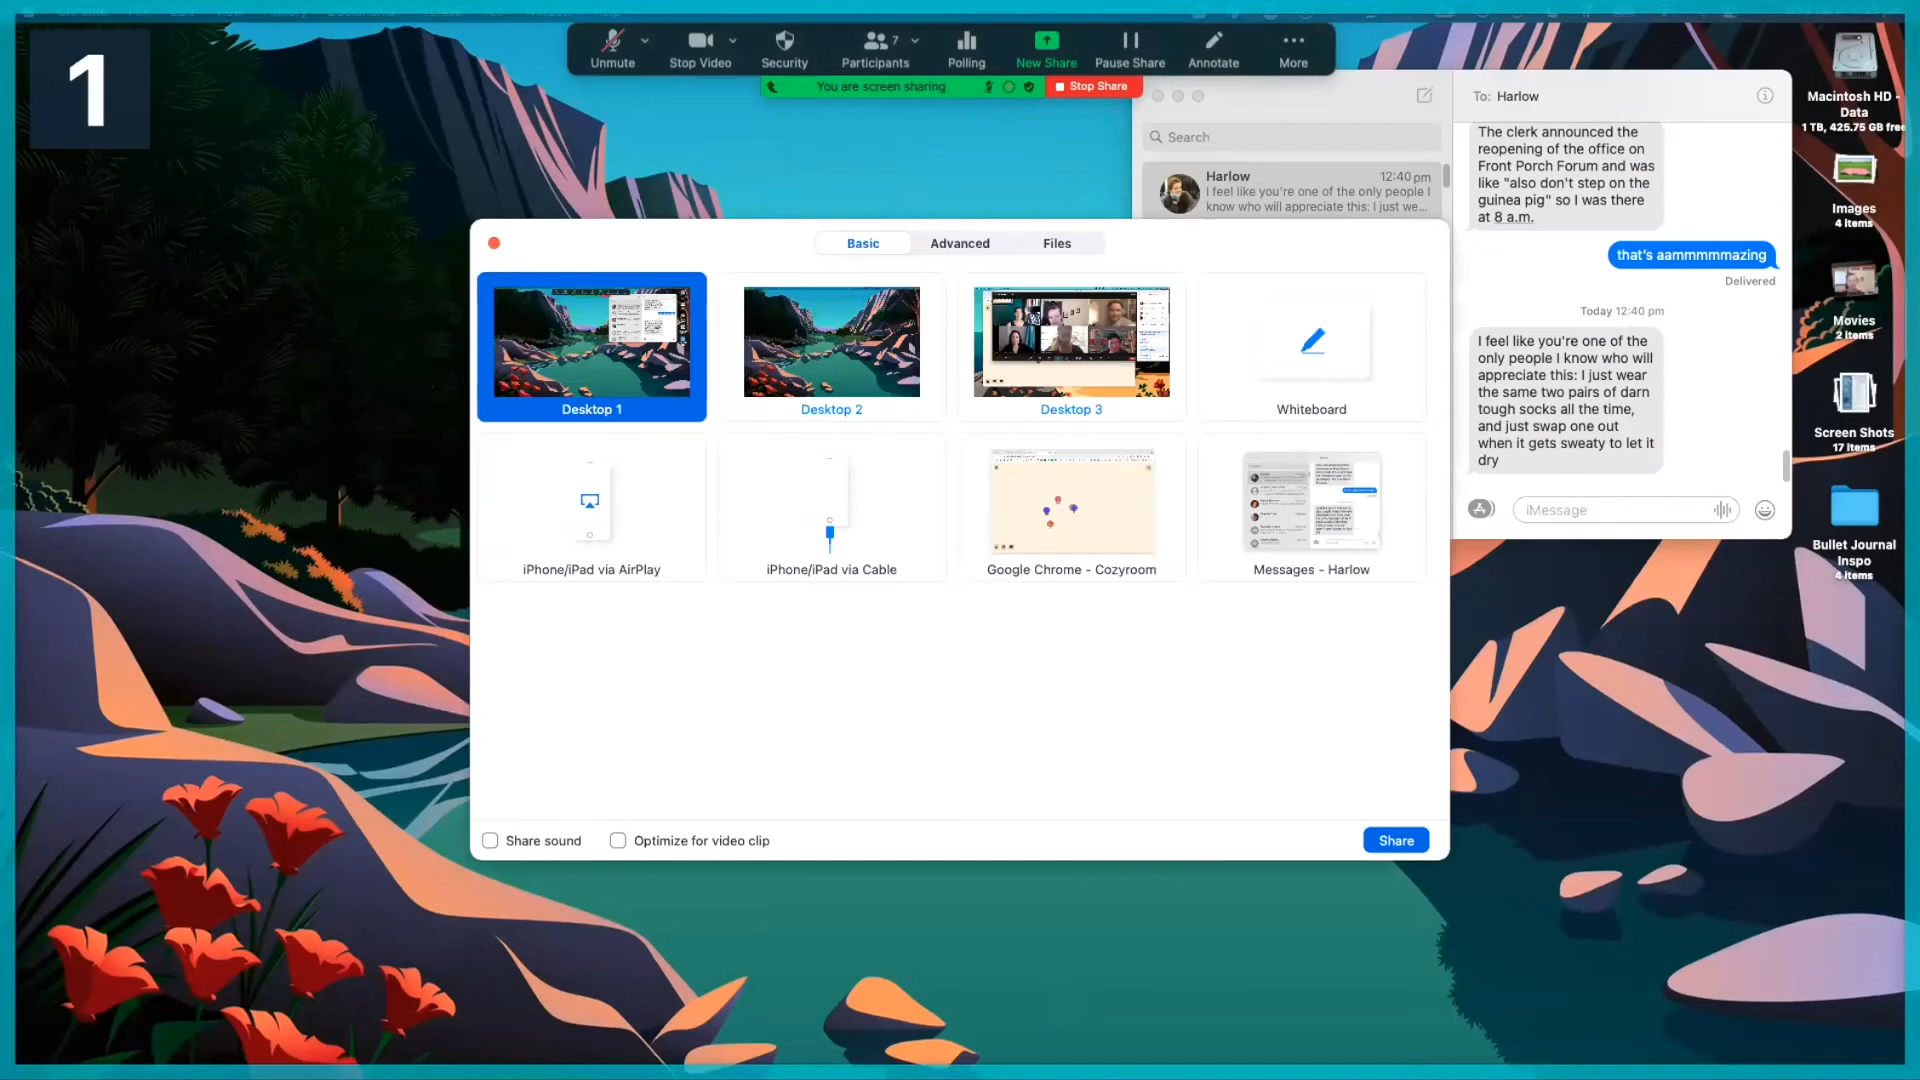 1
Unmute
Stop Video
Security
7
Participants
Polling
New Share
Pause Share
Annotate
More
You are screen sharing
Stop Share
Search
Harlow
12:40 pm
I feel like you're one of the only people I
know who will appreciate this: I just we...
To: Harlow
The clerk announced the
reopening of the office on
Front Porch Forum and was
like "also don't step on the
guinea pig" so I was there
at 8 a.m.
that's aammmmmazing
Delivered
Today 12:40 pm
I feel like you're one of the
only people I know who will
appreciate this: I just wear
the same two pairs of darn
tough socks all the time,
and just swap one out
when it gets sweaty to let it
dry
iMessage
Macintosh HD -
Data
1 TB, 425.75 GB free
Images
4 items
Movies
2 items
Screen Shots
17 items
Bullet Journal
Inspo
4 items
Basic
Advanced
Files
Desktop 1
Desktop 2
Desktop 3
Whiteboard
iPhone/iPad via AirPlay
iPhone/iPad via Cable
Google Chrome - Cozyroom
Messages - Harlow
Share sound
Optimize for video clip
Share